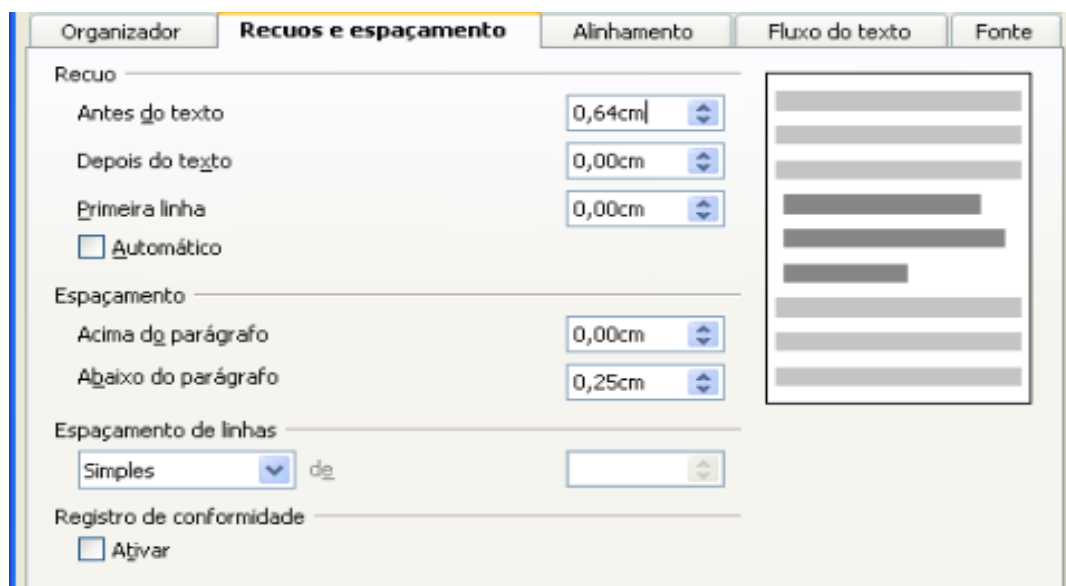 Organizador Recuos e espaçamento Alinhamento Fluxo do texto Fonte
Recuo
Antes do texto 0,64cm
Depois do texto 0,00cm
Primeira linha 0,00cm
Automático
Espaçamento
Acima do parágrafo 0,00cm
Abaixo do parágrafo 0,25cm
Espaçamento de linhas
Simples de
Registro de conformidade
Ativar